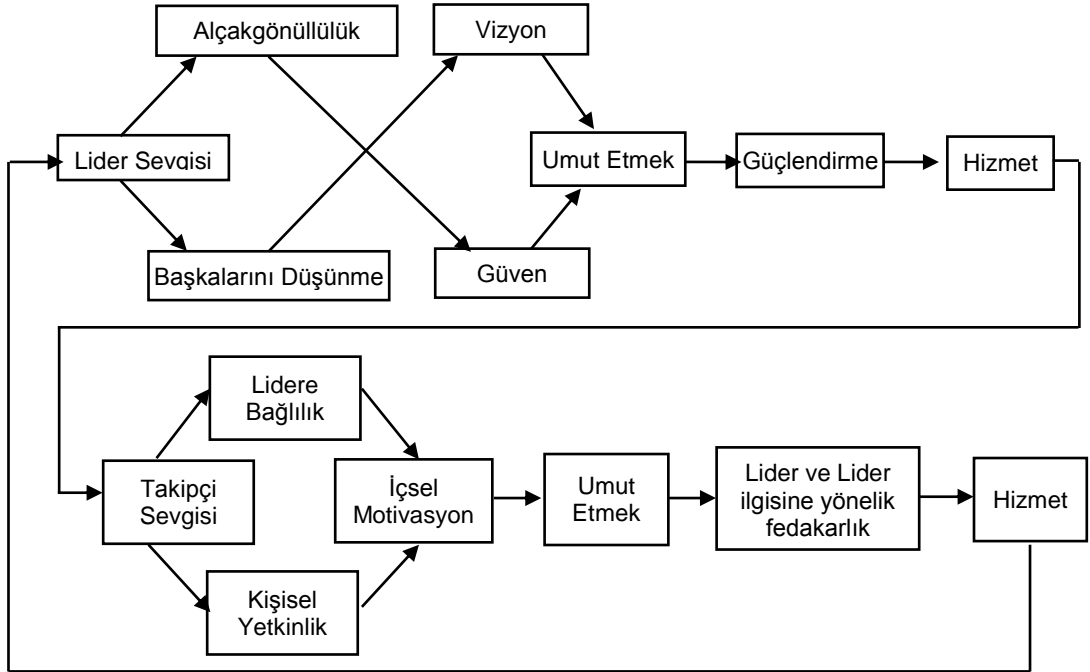 Alçakgönüllülük
Vizyon
Lider Sevgisi
Umut Etmek
Güçlendirme
Hizmet
Başkalarını Düşünme
Güven
Lidere
Bağlılık
Takipçi
Sevgisi
İçsel
Motivasyon
Umut
Etmek
Lider ve Lider
ilgisine yönelik
fedakarlık
Hizmet
Kişisel
Yetkinlik